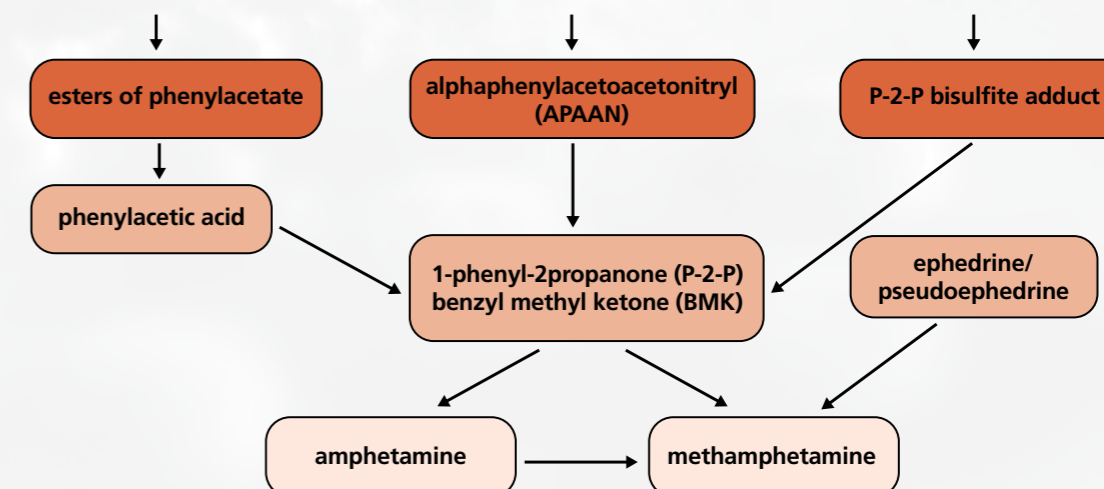 esters of phenylacetate
alphaphenylacetoacetonitryl
(APAAN)
P-2-P bisulfite adduct
phenylacetic acid
1-phenyl-2propanone (P-2-P)
benzyl methyl ketone (BMK)
ephedrine/
pseudoephedrine
amphetamine
methamphetamine